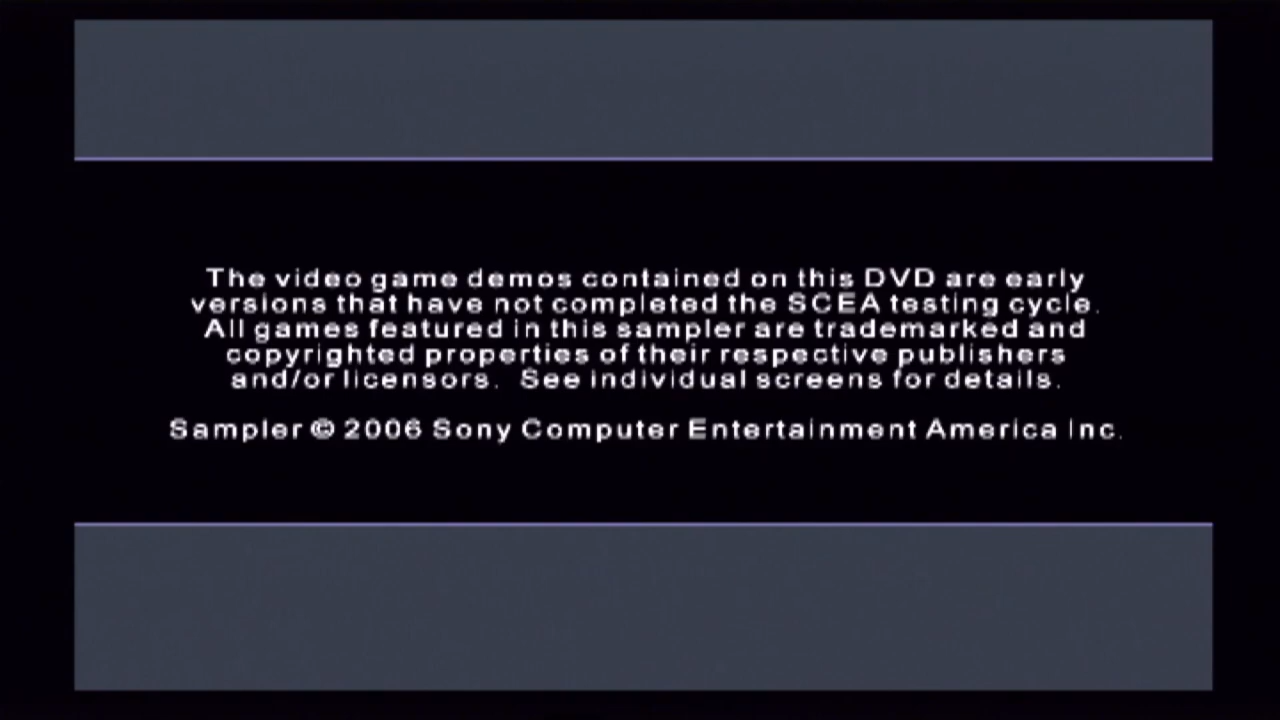 The video game demos contained on this DVD are early
versions that have not completed the SCEA testing cycle.
All games featured in this sampler are trademarked and
copyrighted properties of their respective publishers
and/or licensors.  See individual screens for details.
Sampler © 2006 Sony Computer Entertainment America Inc.